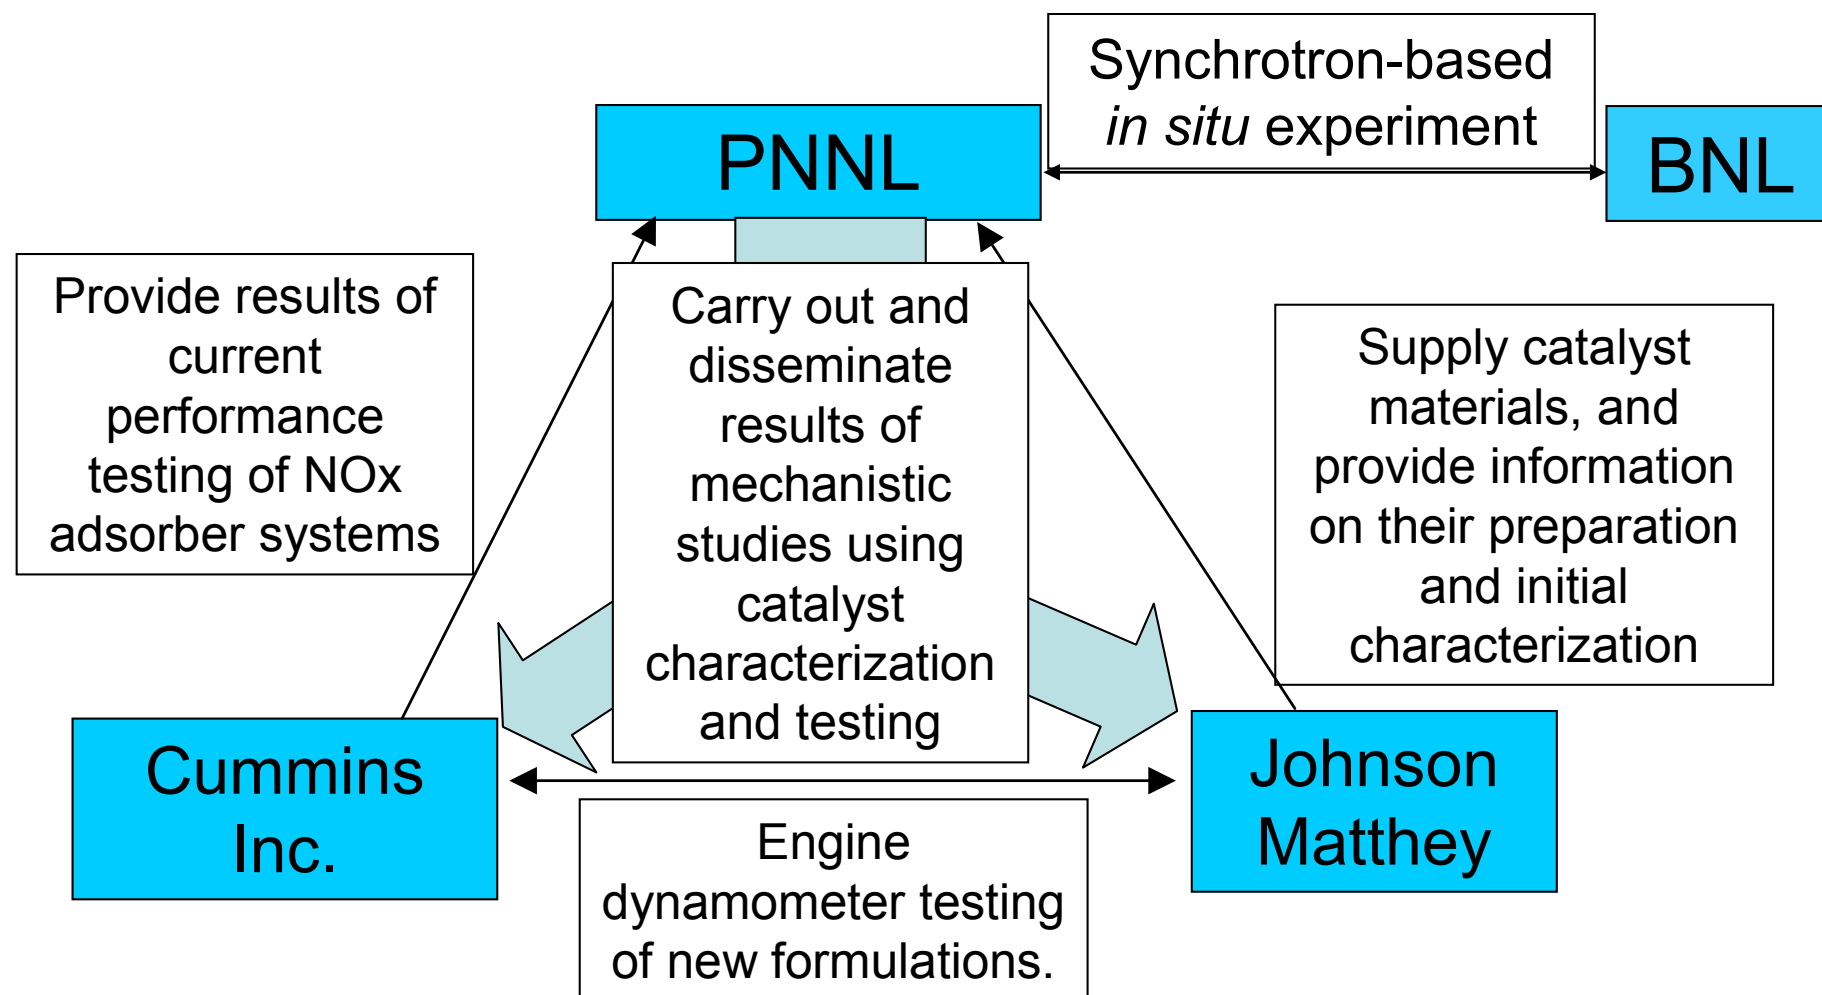 Synchrotron-based
in situ experiment
PNNL
BNL
Provide results of
current
performance
testing of NOx
adsorber systems
Carry out and
disseminate
results of
mechanistic
studies using
catalyst
characterization
and testing
Supply catalyst
materials, and
provide information
on their preparation
and initial
characterization
Cummins
Inc.
Johnson
Matthey
Engine
dynamometer testing
of new formulations.